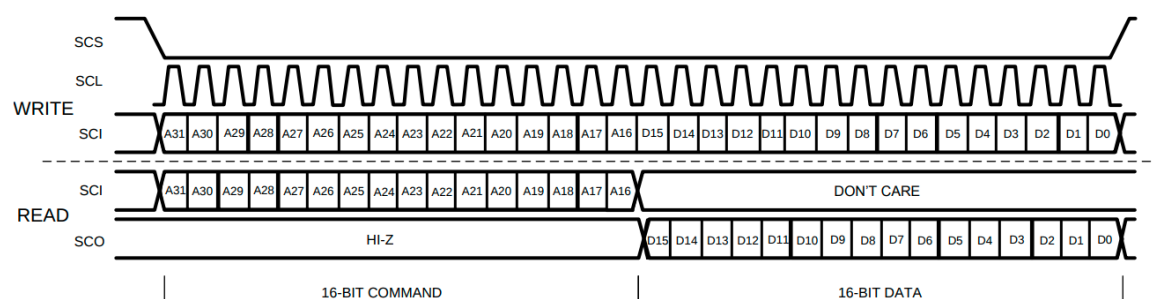 SCS
SCL
WRITE
SCI A31 A30 A29 A28 A27 A26 A25 A24 A23 A22 A21 A20 A19 A18 A17 A16 D15 D14 D13 D12 D11 D10 D9 D8 D7 D6 D5 D4 D3 D2 D1 D0
SCI A31 A30 A29 A28 A27 A26 A25 A24 A23 A22 A21 A20 A19 A18 A17 A16 DON'T CARE
READ
SCO HI-Z D15 D14 D13 D12 D11 D10 D9 D8 D7 D6 D5 D4 D3 D2 D1 D0
16-BIT COMMAND 16-BIT DATA